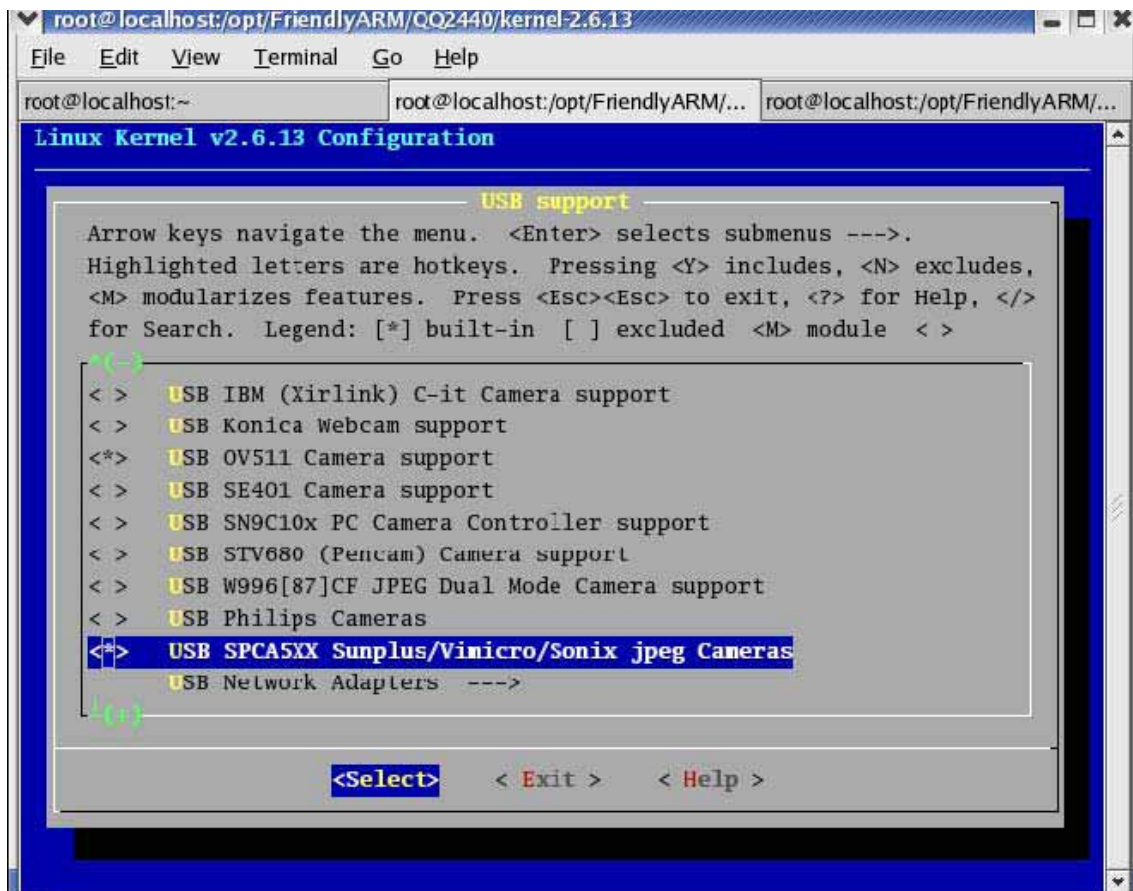 root@localhost:/opt/FriendlyARM/QQ2440/kernel-2.6.13
File Edit View Terminal Go Help
root@localhost:~ root@localhost:/opt/FriendlyARM/... root@localhost:/opt/FriendlyARM/...
Linux Kernel v2.6.13 Configuration
USB support
Arrow keys navigate the menu. <Enter> selects submenus --->.
Highlighted letters are hotkeys. Pressing <Y> includes, <N> excludes,
<M> modularizes features. Press <Esc><Esc> to exit, <?> for Help, </>
for Search. Legend: [*] built-in [ ] excluded <M> module < >
^(-)
< > USB IBM (Xirlink) C-it Camera support
< > USB Konica Webcam support
<*> USB OV511 Camera support
< > USB SE401 Camera support
< > USB SN9C10x PC Camera Controller support
< > USB STV680 (Pencam) Camera support
< > USB W996[87]CF JPEG Dual Mode Camera support
< > USB Philips Cameras
<*> USB SPCA5XX Sunplus/Vimicro/Sonix jpeg Cameras
USB Network Adapters --->
(+)
<Select> < Exit > < Help >